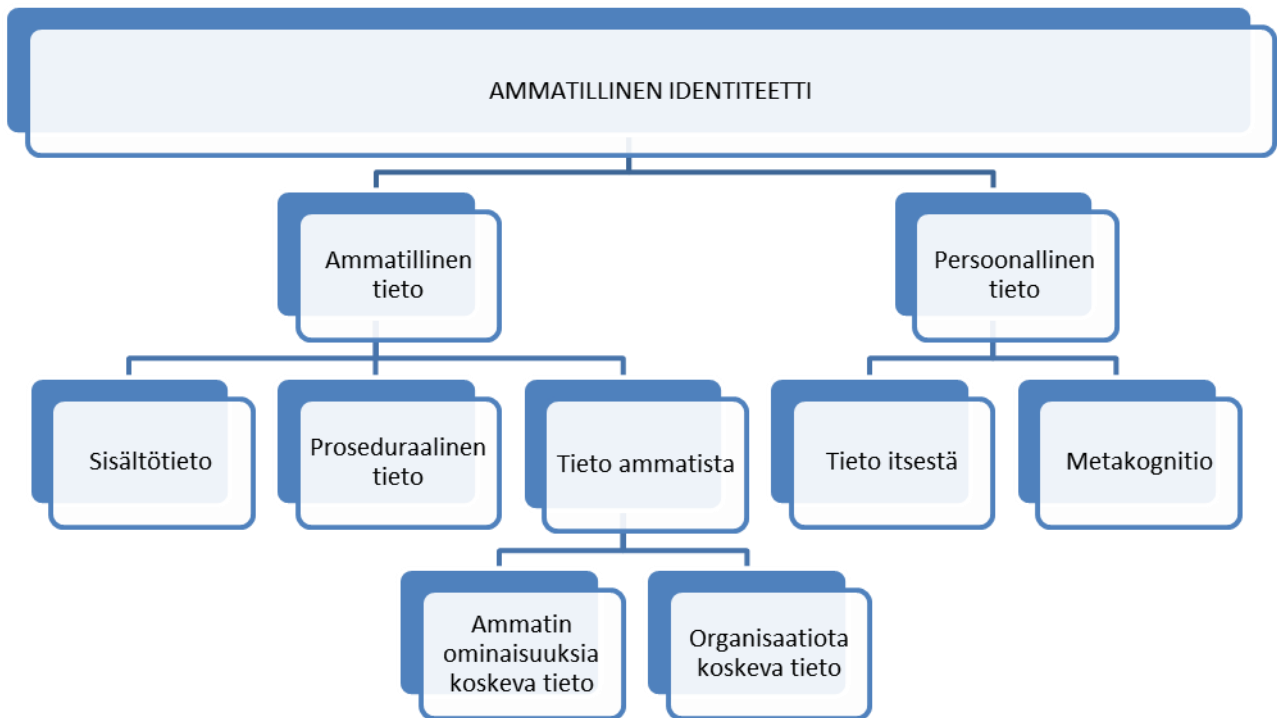 AMMATILLINEN IDENTITEETTI
Ammatillinen
tieto
Persoonallinen
tieto
Sisältötieto
Proseduraalinen
tieto
Tieto ammatista
Tieto itsestä
Metakognitio
Ammatin
ominaisuuksia
koskeva tieto
Organisaatiota
koskeva tieto